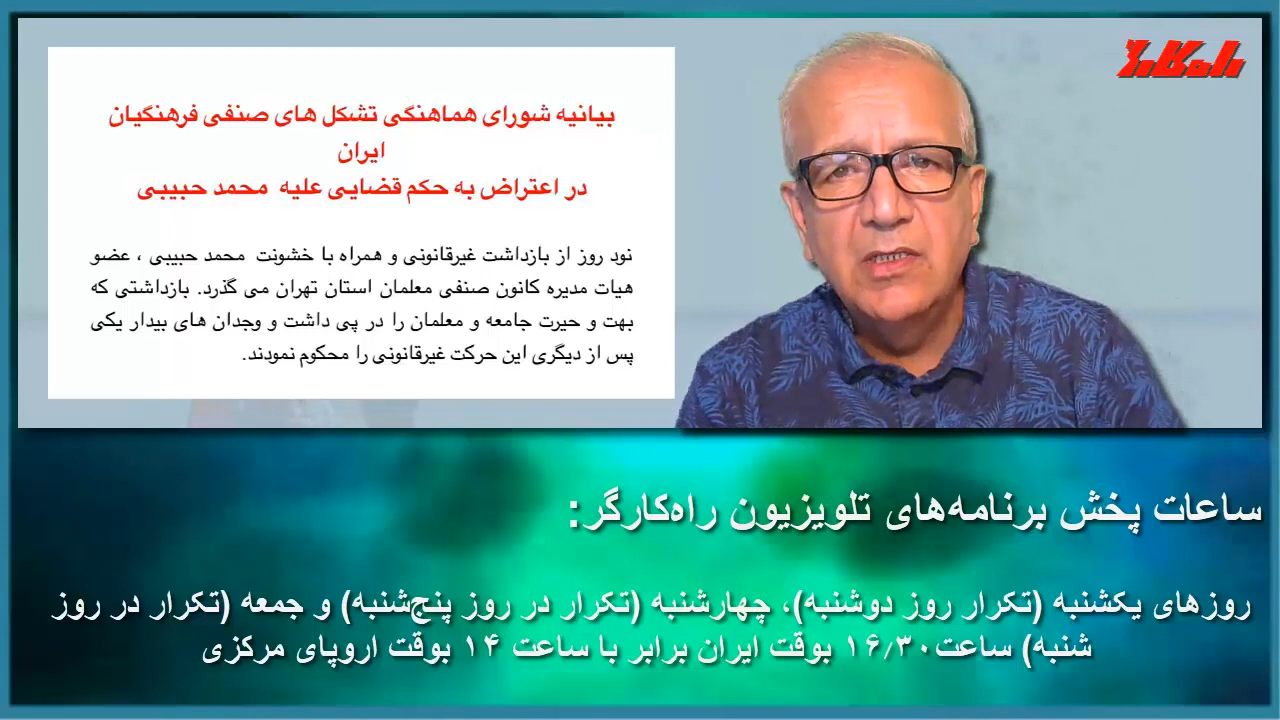 راه‌کارگر
بیانیه شورای هماهنگی تشکل های صنفی فرهنگیان
ایران
در اعتراض به حکم قضایی علیه محمد حبیبی
نود روز از بازداشت غیرقانونی و همراه با خشونت محمد حبیبی ، عضو
هیات مدیره کانون صنفی معلمان استان تهران می گذرد. بازداشتی که
بهت و حیرت جامعه و معلمان را در پی داشت و وجدان های بیدار یکی
پس از دیگری این حرکت غیرقانونی را محکوم نمودند.
ساعات پخش برنامه‌های تلویزیون راه‌کارگر:
روزهای یکشنبه (تکرار روز دوشنبه)، چهارشنبه (تکرار در روز پنج‌شنبه) و جمعه (تکرار در روز
شنبه) ساعت۱۶٫۳۰ بوقت ایران برابر با ساعت ۱۴ بوقت اروپای مرکزی